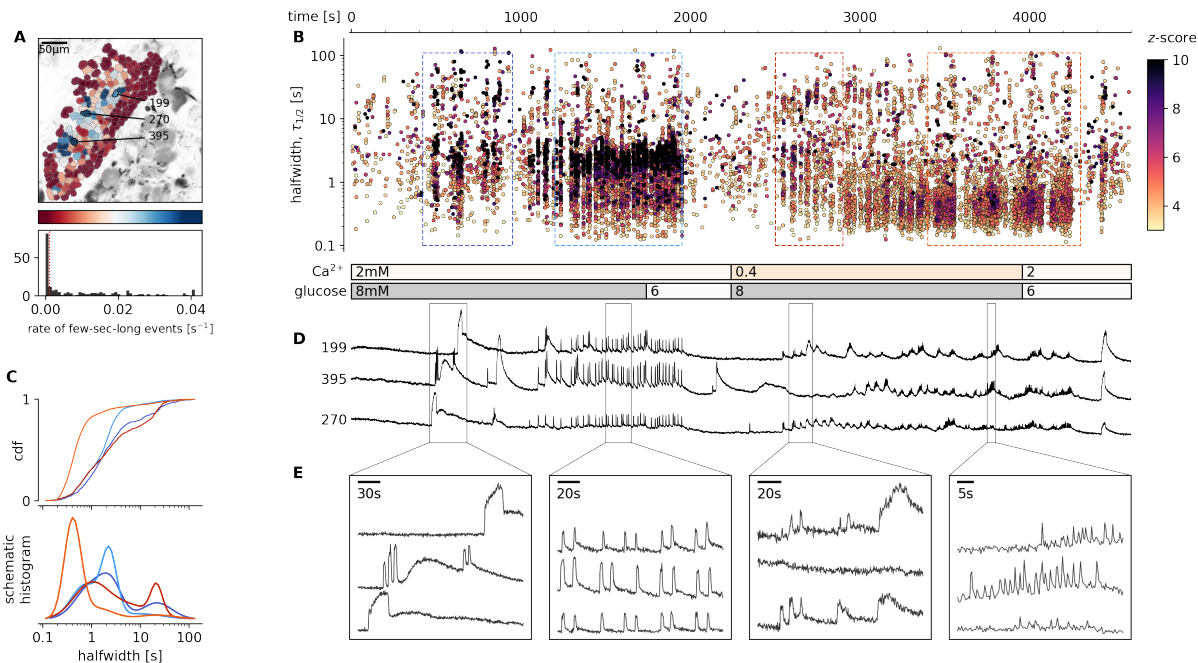 time [s] 0 1000 2000 3000 4000
A
50μm
199
270
395
50
0
0.00 0.02 0.04
rate of few-sec-long events [s⁻¹]
B
halfwidth, τ1/2 [s]
100
10
1
0.1
z-score
10
8
6
4
Ca²⁺ 2mM 0.4 2
glucose 8mM 6 8 6
C
cdf
1
0
schematic
histogram
0.1 1 10 100
halfwidth [s]
D
199
395
270
E
30s
20s
20s
5s